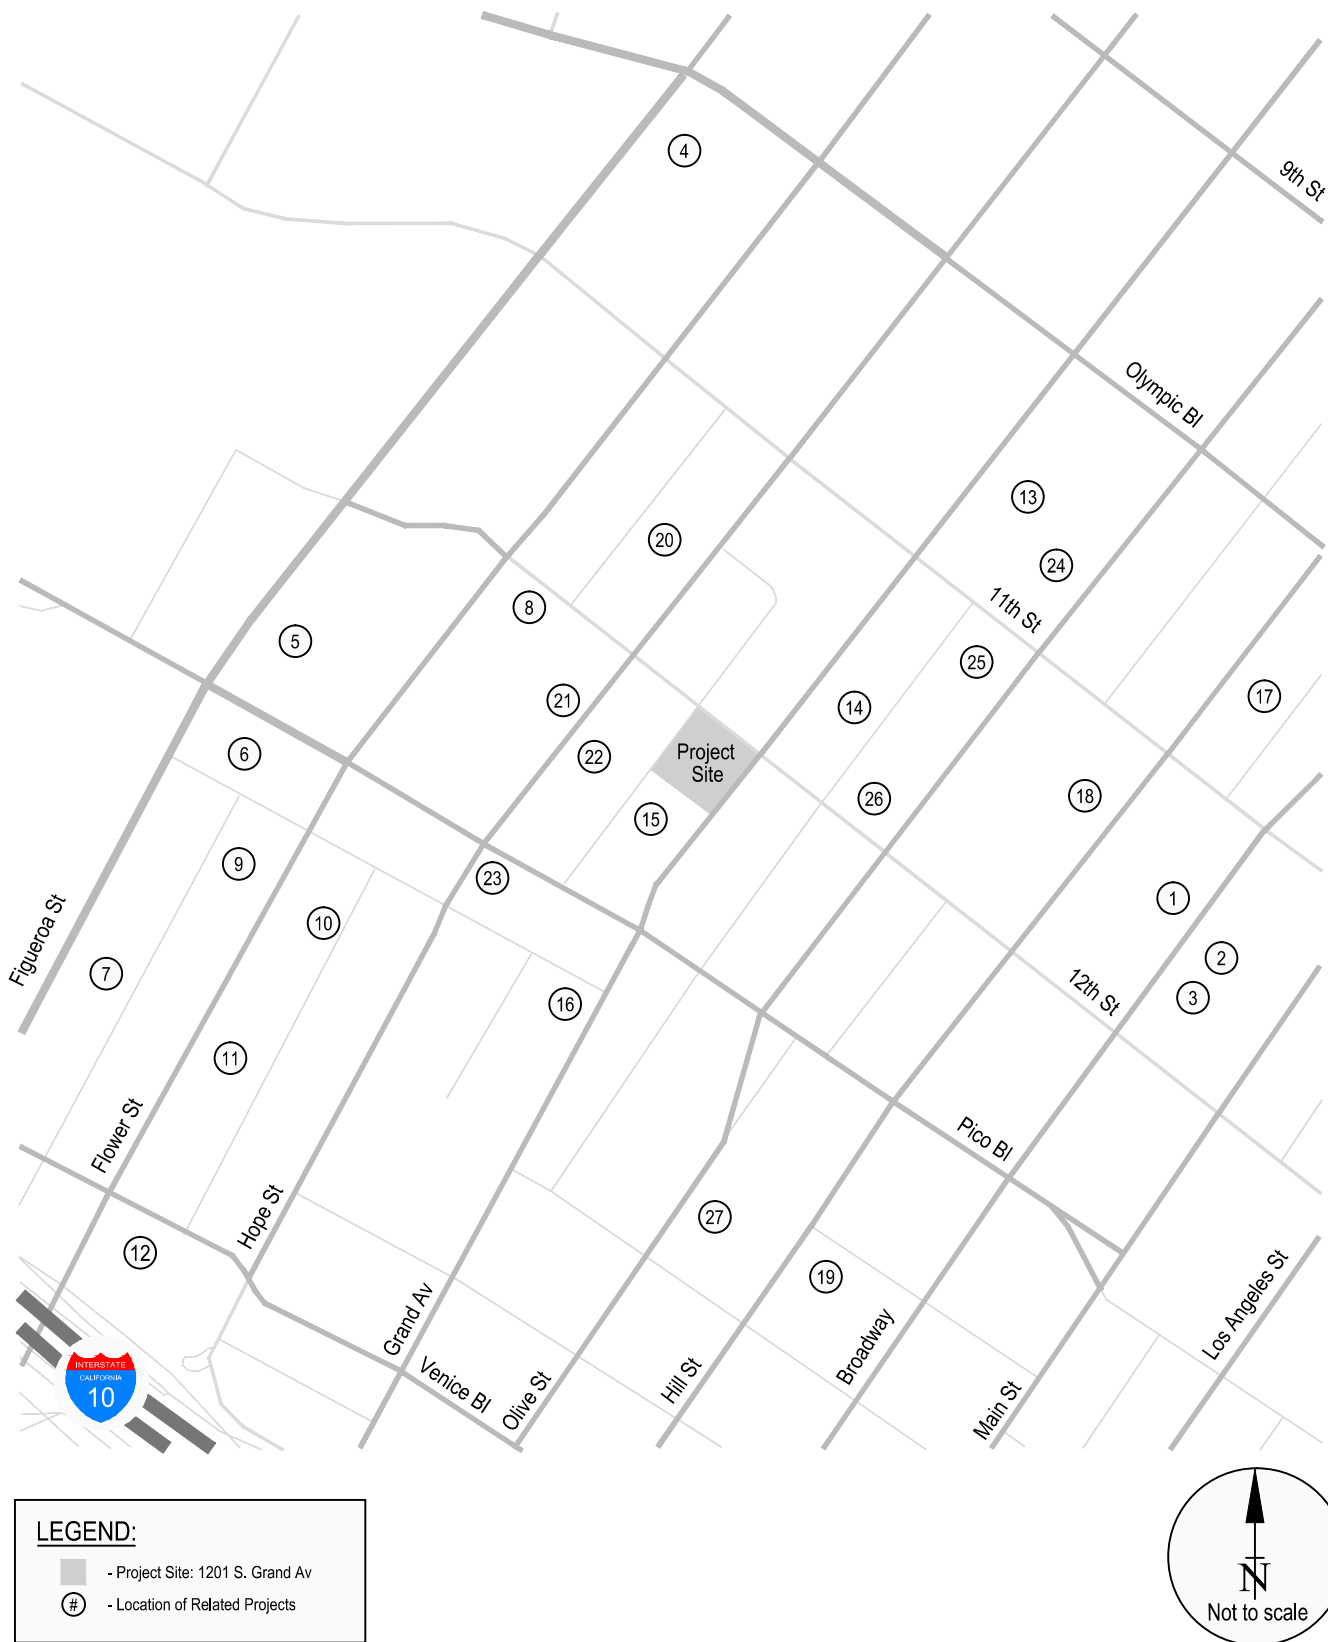 4
9th St
Olympic Bl
13
20
24
11th St
8
5
25
17
21
14
6
22
Project
Site
18
26
15
9
23
1
10
Figueroa St
2
7
12th St
3
16
11
Flower St
Pico Bl
Hope St
27
12
19
Los Angeles St
Grand Av
Broadway
INTERSTATE
CALIFORNIA
10
Venice Bl
Olive St
Hill St
Main St
LEGEND:
- Project Site: 1201 S. Grand Av
# - Location of Related Projects
N
Not to scale